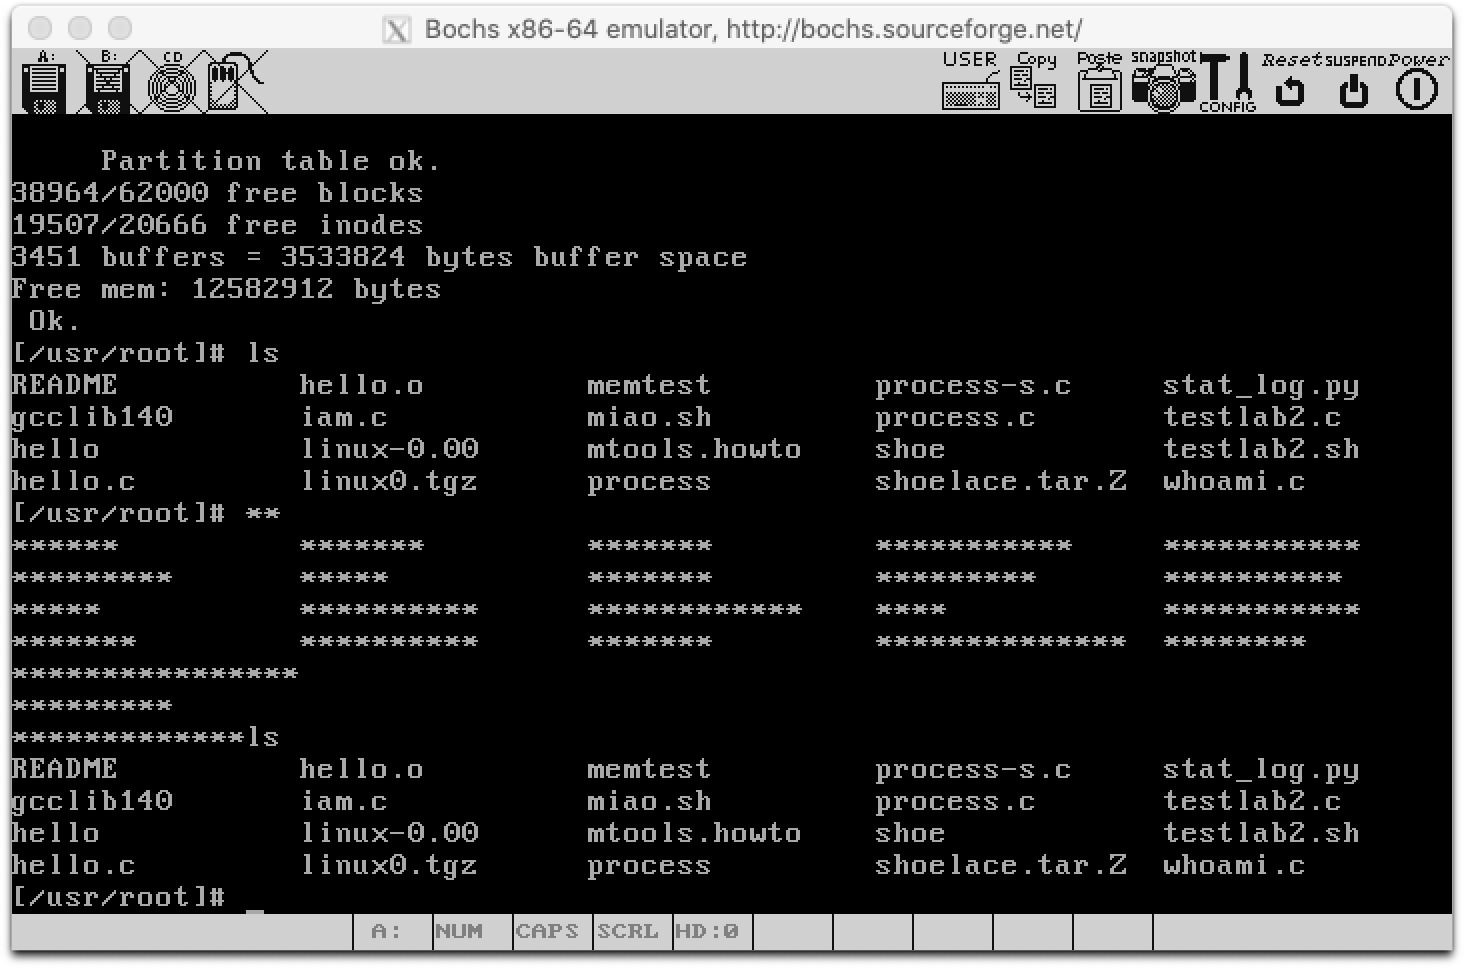 Bochs x86-64 emulator, http://bochs.sourceforge.net/
A: B: CD USER Copy Paste snapshot CONFIG Reset SUSPEND Power
Partition table ok.
38964/62000 free blocks
19507/20666 free inodes
3451 buffers = 3533824 bytes buffer space
Free mem: 12582912 bytes
Ok.
[/usr/root]# ls
README hello.o memtest process-s.c stat_log.py
gcclib140 iam.c miao.sh process.c testlab2.c
hello linux-0.00 mtools.howto shoe testlab2.sh
hello.c linux0.tgz process shoelace.tar.Z whoami.c
[/usr/root]# **
****** ******* ******* *********** ***********
********* ***** ******* ********* **********
***** ********** ************ **** ***********
******* ********** ******* ************** ********
****************
*********
*************ls
README hello.o memtest process-s.c stat_log.py
gcclib140 iam.c miao.sh process.c testlab2.c
hello linux-0.00 mtools.howto shoe testlab2.sh
hello.c linux0.tgz process shoelace.tar.Z whoami.c
[/usr/root]# _
A: NUM CAPS SCRL HD:0